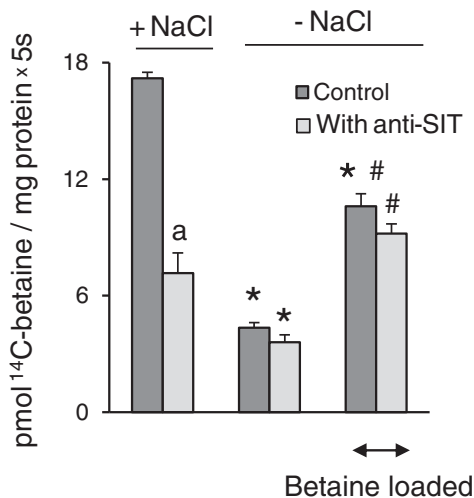 + NaCl
- NaCl
18
Control
With anti-SIT
12
* #
#
a
6
*
*
0
pmol ¹⁴C-betaine / mg protein × 5s
Betaine loaded